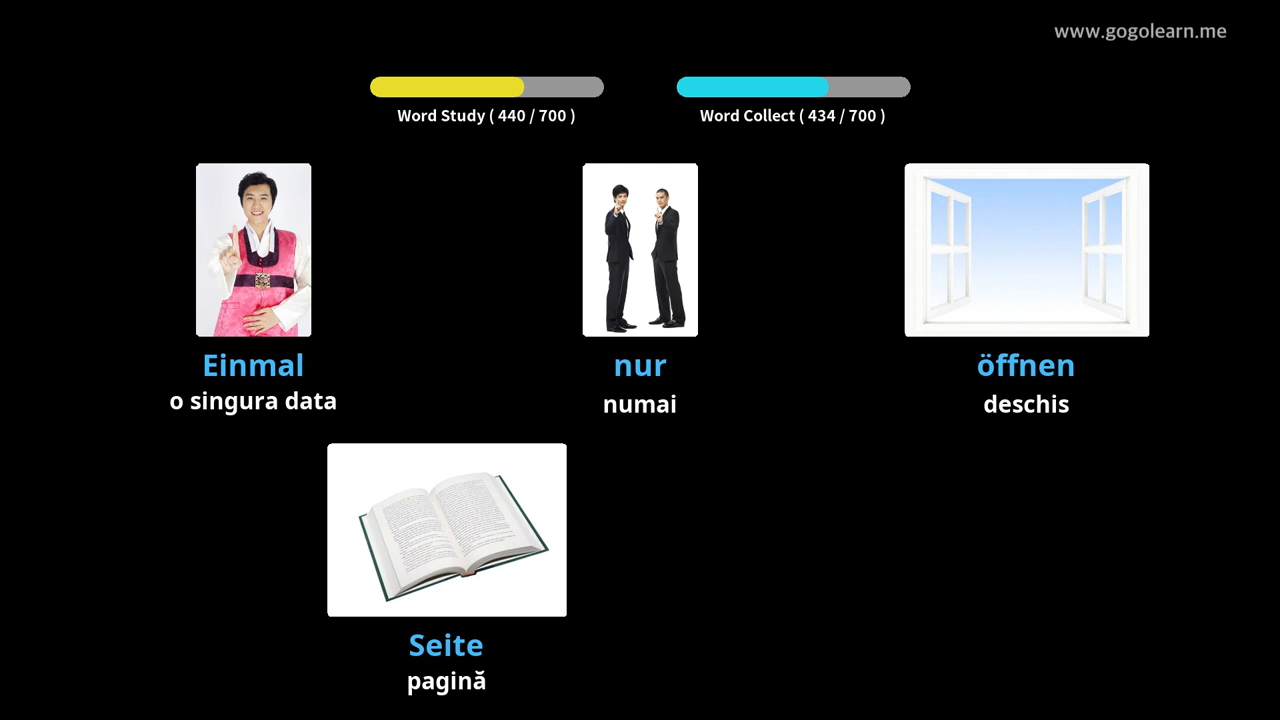 www.gogolearn.me
Word Study ( 440 / 700 )
Word Collect ( 434 / 700 )
Einmal
o singura data
nur
numai
öffnen
deschis
Seite
pagină